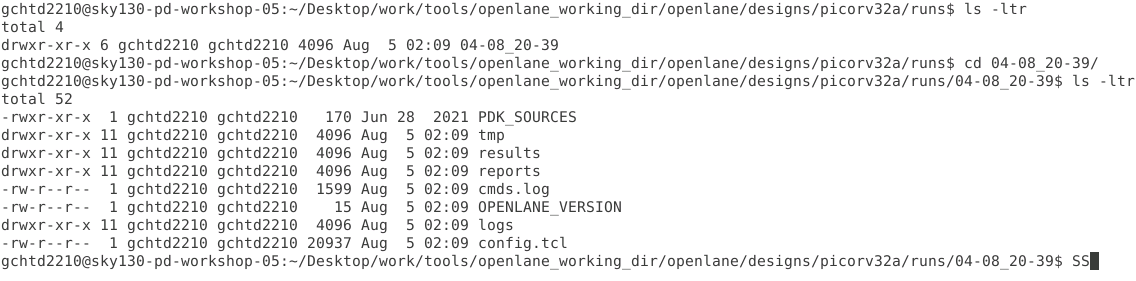 gchtd2210@sky130-pd-workshop-05:~/Desktop/work/tools/openlane_working_dir/openlane/designs/picorv32a/runs$ ls -ltr
total 4
drwxr-xr-x 6 gchtd2210 gchtd2210 4096 Aug  5 02:09 04-08_20-39
gchtd2210@sky130-pd-workshop-05:~/Desktop/work/tools/openlane_working_dir/openlane/designs/picorv32a/runs$ cd 04-08_20-39/
gchtd2210@sky130-pd-workshop-05:~/Desktop/work/tools/openlane_working_dir/openlane/designs/picorv32a/runs/04-08_20-39$ ls -ltr
total 52
-rwxr-xr-x  1 gchtd2210 gchtd2210   170 Jun 28  2021 PDK_SOURCES
drwxr-xr-x 11 gchtd2210 gchtd2210  4096 Aug  5 02:09 tmp
drwxr-xr-x 11 gchtd2210 gchtd2210  4096 Aug  5 02:09 results
drwxr-xr-x 11 gchtd2210 gchtd2210  4096 Aug  5 02:09 reports
-rw-r--r--  1 gchtd2210 gchtd2210  1599 Aug  5 02:09 cmds.log
-rw-r--r--  1 gchtd2210 gchtd2210    15 Aug  5 02:09 OPENLANE_VERSION
drwxr-xr-x 11 gchtd2210 gchtd2210  4096 Aug  5 02:09 logs
-rw-r--r--  1 gchtd2210 gchtd2210 20937 Aug  5 02:09 config.tcl
gchtd2210@sky130-pd-workshop-05:~/Desktop/work/tools/openlane_working_dir/openlane/designs/picorv32a/runs/04-08_20-39$ SS